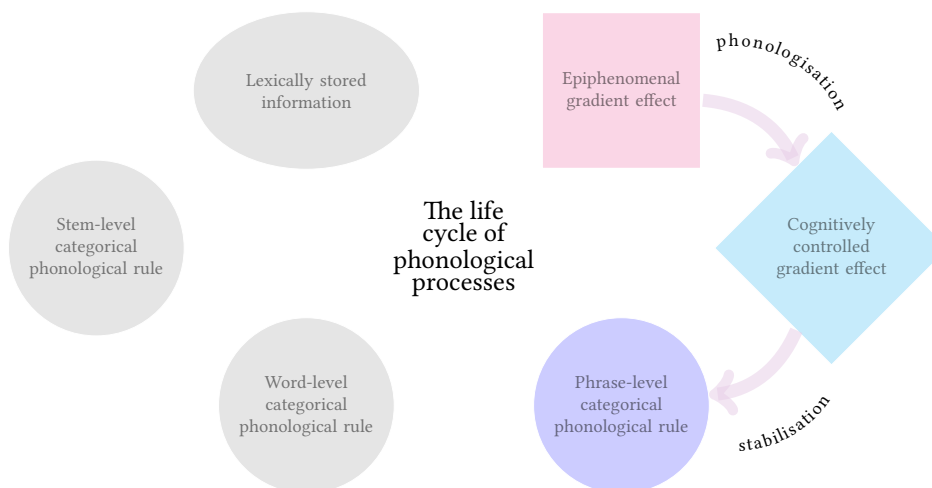 Lexically stored
information
Epiphenomenal
gradient effect
phonologisation
Stem-level
categorical
phonological rule
The life
cycle of
phonological
processes
Cognitively
controlled
gradient effect
Word-level
categorical
phonological rule
Phrase-level
categorical
phonological rule
stabilisation